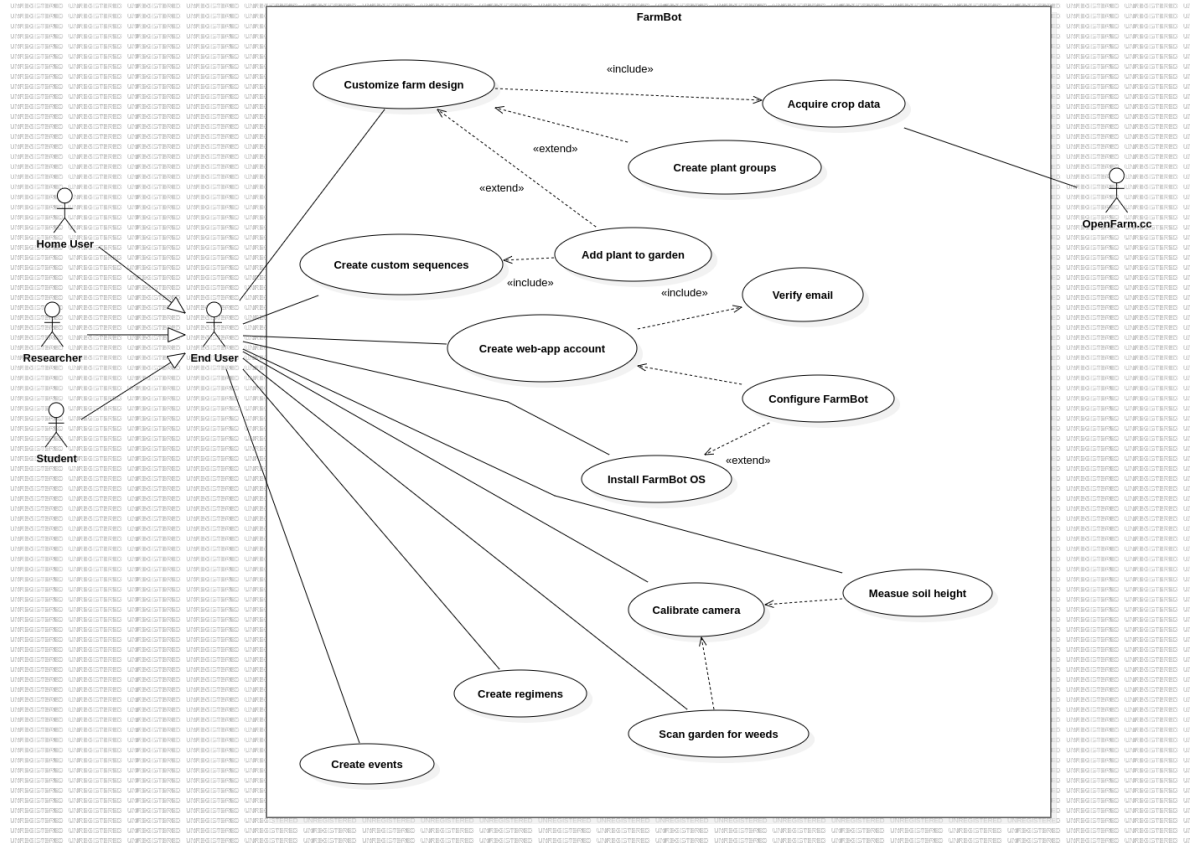 FarmBot
Customize farm design
«include»
Acquire crop data
«extend»
Create plant groups
«extend»
Home User
OpenFarm.cc
Create custom sequences
Add plant to garden
«include»
«include»
Verify email
Researcher
End User
Create web-app account
Configure FarmBot
Student
«extend»
Install FarmBot OS
Calibrate camera
Measue soil height
Create regimens
Scan garden for weeds
Create events